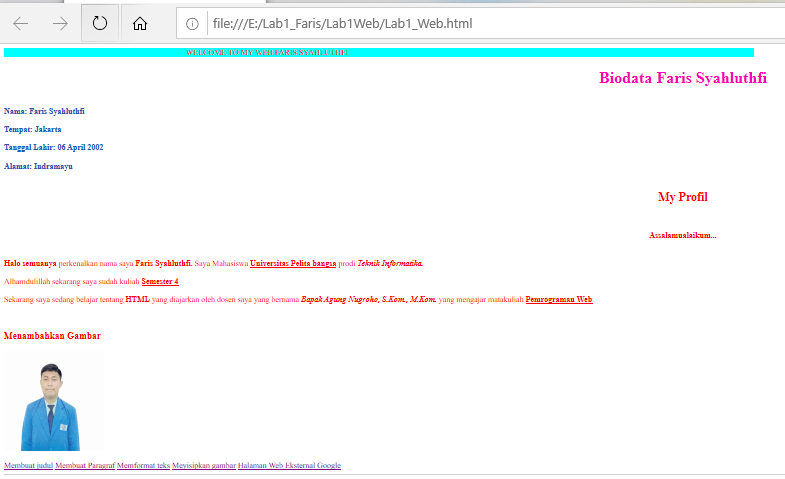 file:///E:/Lab1_Faris/Lab1Web/Lab1_Web.html
WELCOME TO MY WEB FARIS SYAHLUTHFI
Biodata Faris Syahluthfi
Nama: Faris Syahluthfi
Tempat: Jakarta
Tanggal Lahir: 06 April 2002
Alamat: Indramayu
My Profil
Assalamualaikum...
Halo semuanya perkenalkan nama saya Faris Syahluthfi. Saya Mahasiswa Universitas Pelita bangsa prodi Teknik Informatika.
Alhamdulillah sekarang saya sudah kuliah Semester 4
Sekarang saya sedang belajar tentang HTML yang diajarkan oleh dosen saya yang bernama Bapak Agung Nugroho, S.Kom., M.Kom. yang mengajar matakuliah Pemrograman Web
Menambahkan Gambar
Membuat judul Membuat Paragraf Memformat teks Meyisipkan gambar Halaman Web Eksternal Google